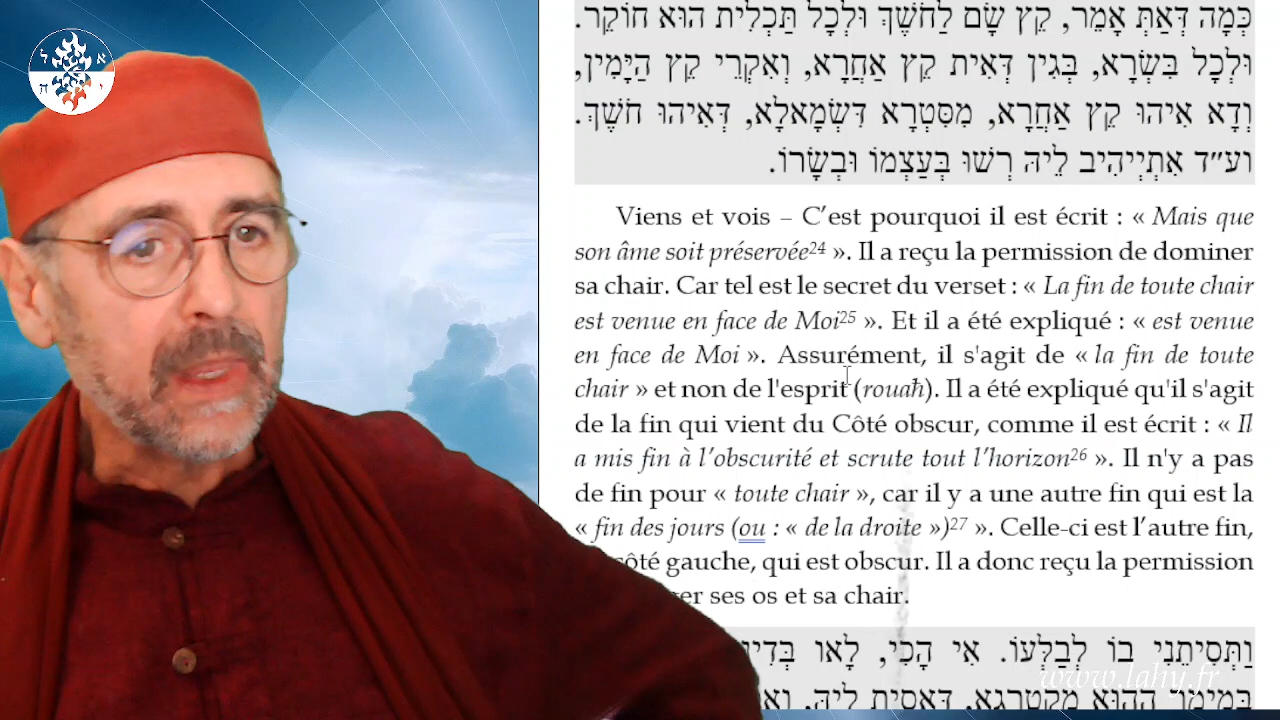 כְּמָה דְּאַתְּ אָמֵר, קֵץ שָׂם לַחֹשֶׁךְ וּלְכָל תַּכְלִית הוּא חוֹקֵר.
וּלְכָל בִּשְׂרָא, בְּגִין דְּאִית קֵץ אַחֲרָא, וְאִקְרֵי קֵץ הַיָּמִין,
וְדָא אִיהוּ קֵץ אַחֲרָא, מִסִּטְרָא דִּשְׂמָאלָא, דְּאִיהוּ חֹשֶׁךְ.
וע״ד אִתְיְיהִיב לֵיהּ רְשׁוּ בְּעַצְמוֹ וּבְשָׂרוֹ.
Viens et vois – C’est pourquoi il est écrit : « Mais que
son âme soit préservée24 ». Il a reçu la permission de dominer
sa chair. Car tel est le secret du verset : « La fin de toute chair
est venue en face de Moi25 ». Et il a été expliqué : « est venue
en face de Moi ». Assurément, il s'agit de « la fin de toute
chair » et non de l'esprit (rouaħ). Il a été expliqué qu'il s'agit
de la fin qui vient du Côté obscur, comme il est écrit : « Il
a mis fin à l’obscurité et scrute tout l’horizon26 ». Il n'y a pas
de fin pour « toute chair », car il y a une autre fin qui est la
« fin des jours (ou : « de la droite »)27 ». Celle-ci est l’autre fin,
côté gauche, qui est obscur. Il a donc reçu la permission
ses os et sa chair.
וַתְּסִיתֵנִי בוֹ לְבַלְּעוֹ. אִי הָכִי, לָאו
בְּמֵימַר הַהוּא מְקַטְרְגָא, דְּאַסִּית לֵיהּ,
www.lahy.fr
א
ל
י
ה